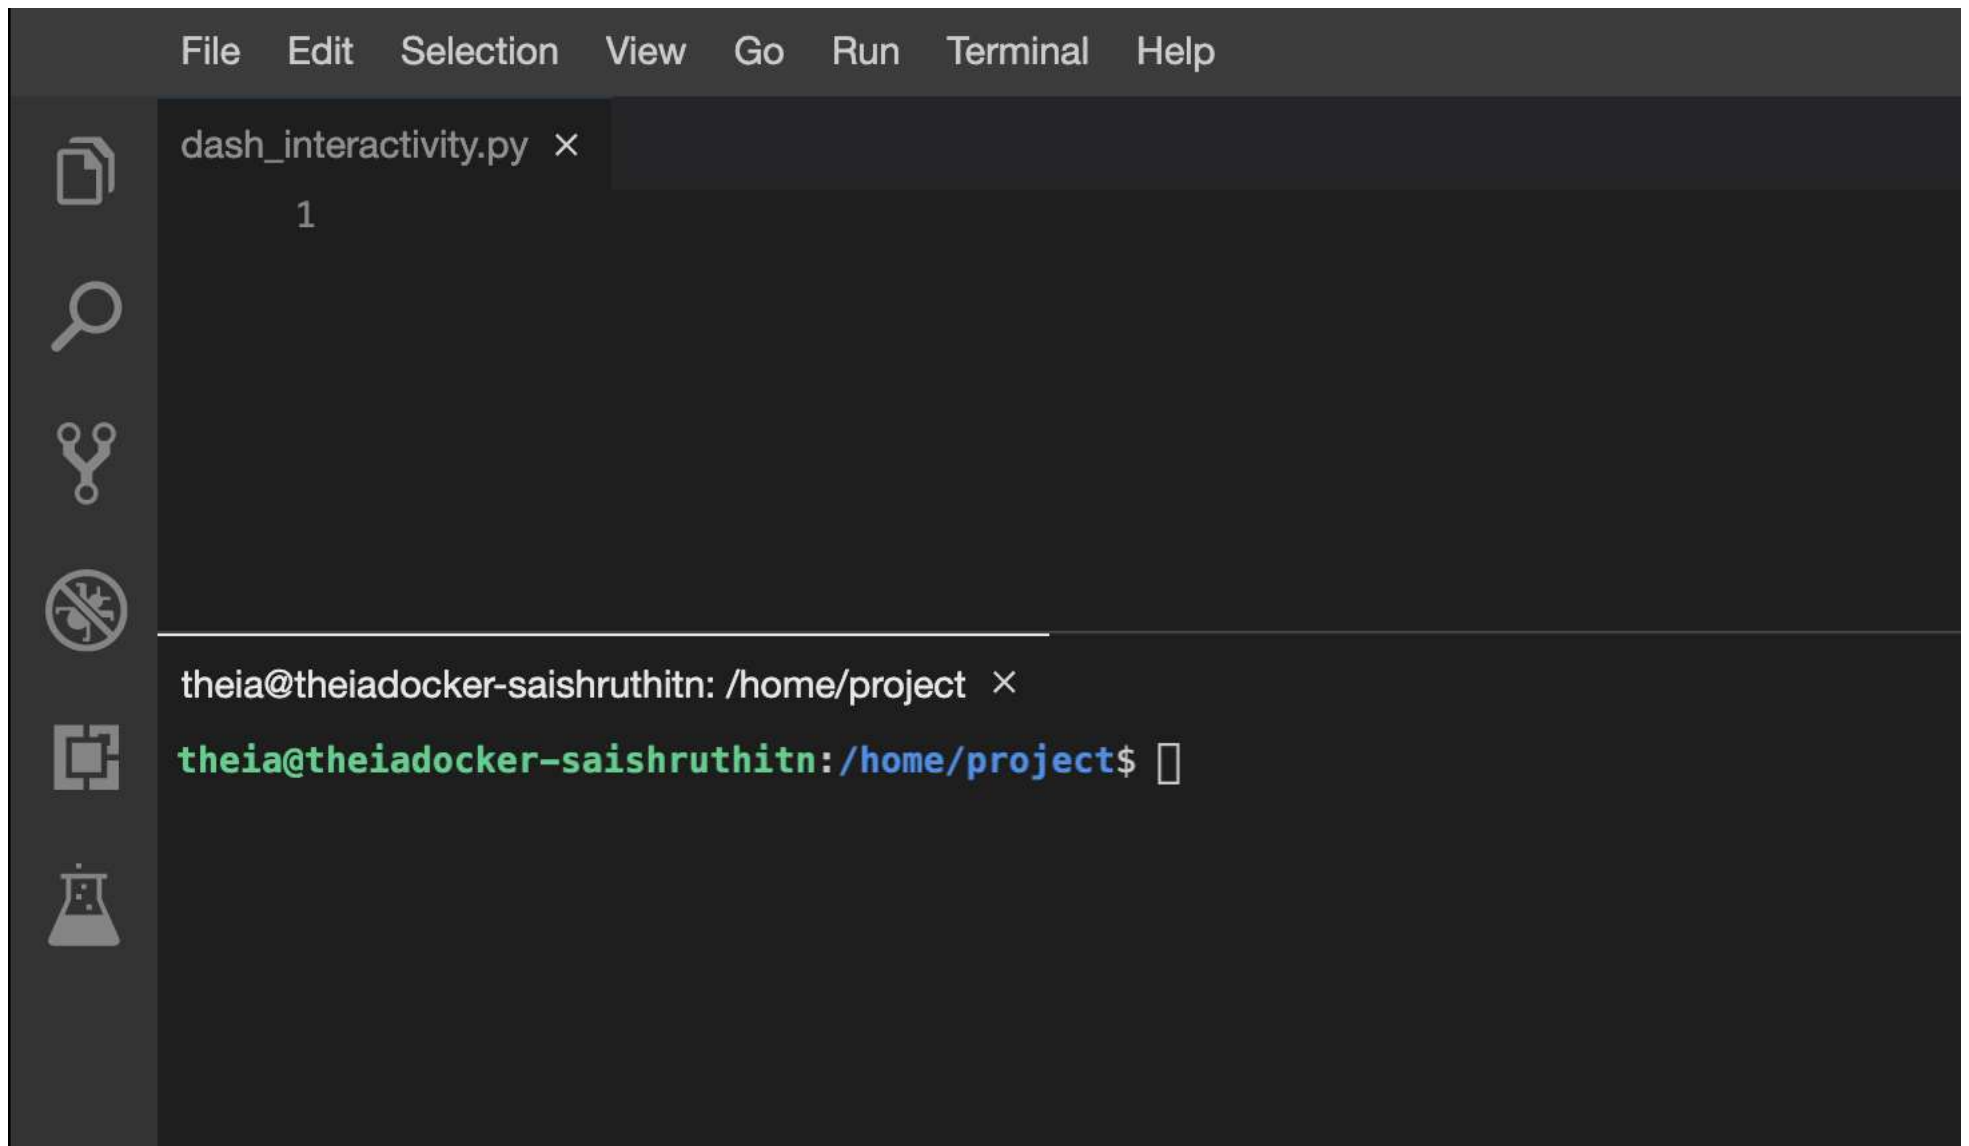 File Edit Selection View Go Run Terminal Help
dash_interactivity.py ×
1
theia@theiadocker-saishruthitn: /home/project ×
theia@theiadocker-saishruthitn:/home/project$